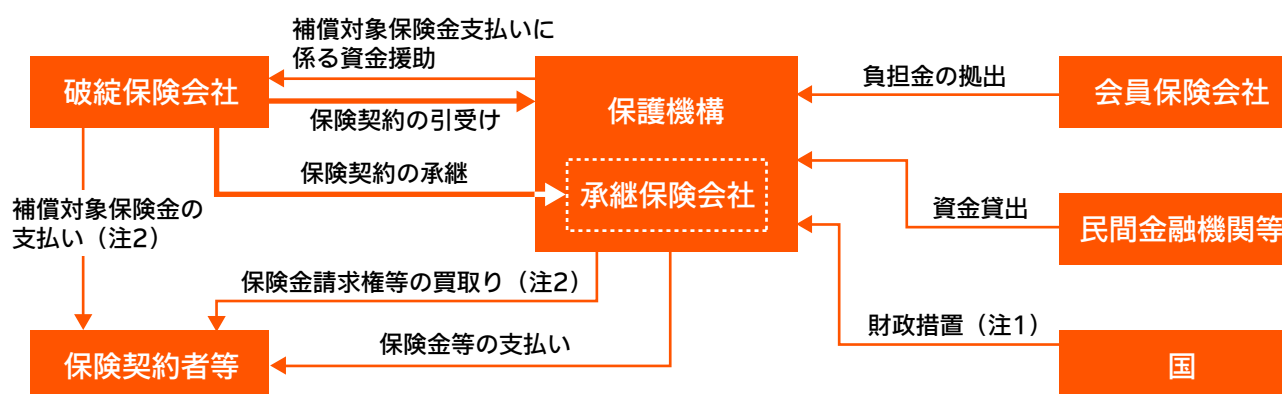 補償対象保険金支払いに
係る資金援助
破綻保険会社
保険契約の引受け
保護機構
負担金の拠出
会員保険会社
保険契約の承継
承継保険会社
資金貸出
民間金融機関等
補償対象保険金の
支払い（注2）
保険金請求権等の買取り（注2）
財政措置（注1）
保険金等の支払い
保険契約者等
国